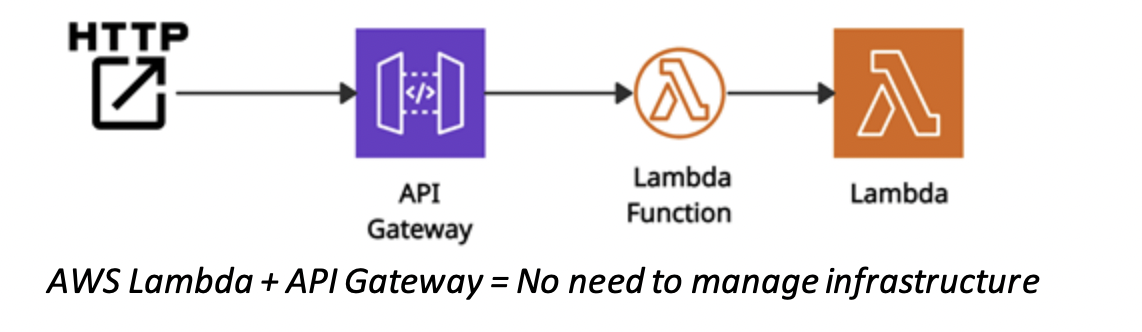 HTTP
</>
API
Gateway
Lambda
Function
Lambda
AWS Lambda + API Gateway = No need to manage infrastructure